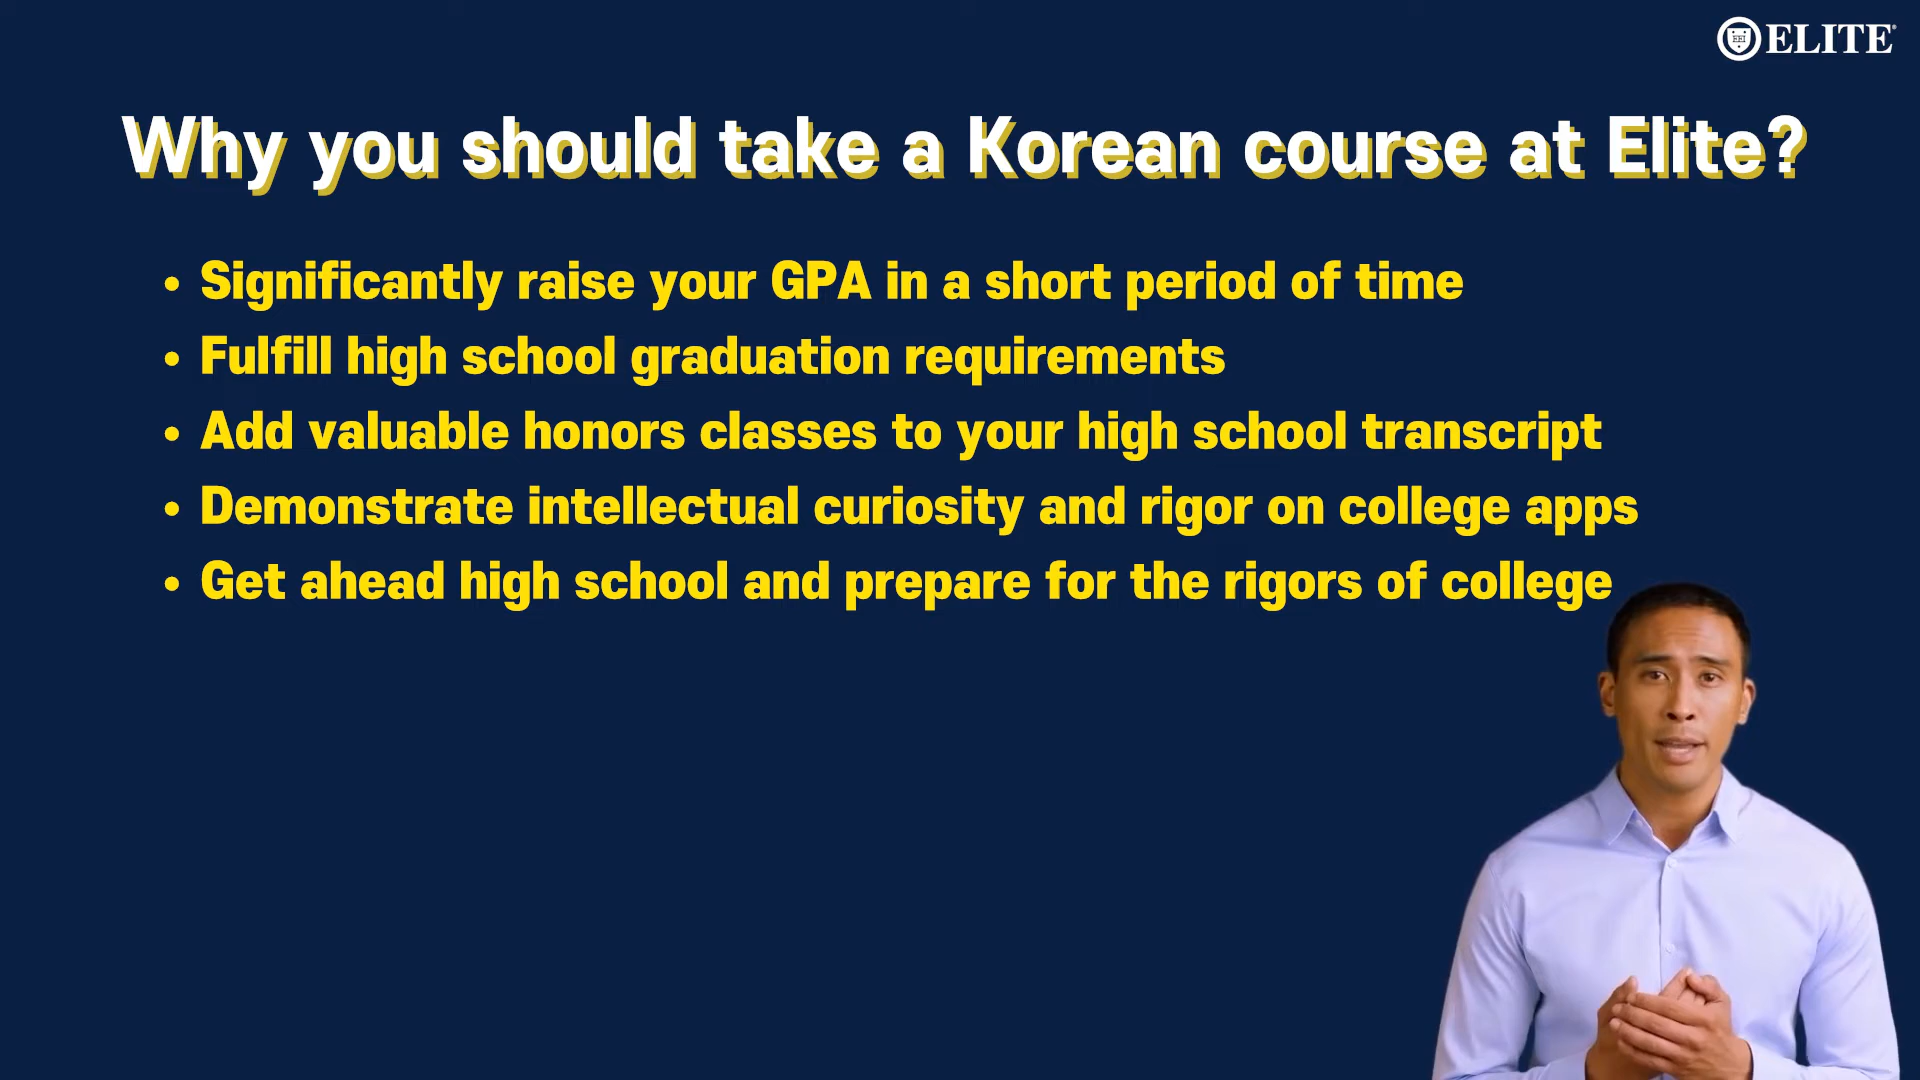 EEI ELITE
Why you should take a Korean course at Elite?
• Significantly raise your GPA in a short period of time
• Fulfill high school graduation requirements
• Add valuable honors classes to your high school transcript
• Demonstrate intellectual curiosity and rigor on college apps
• Get ahead high school and prepare for the rigors of college